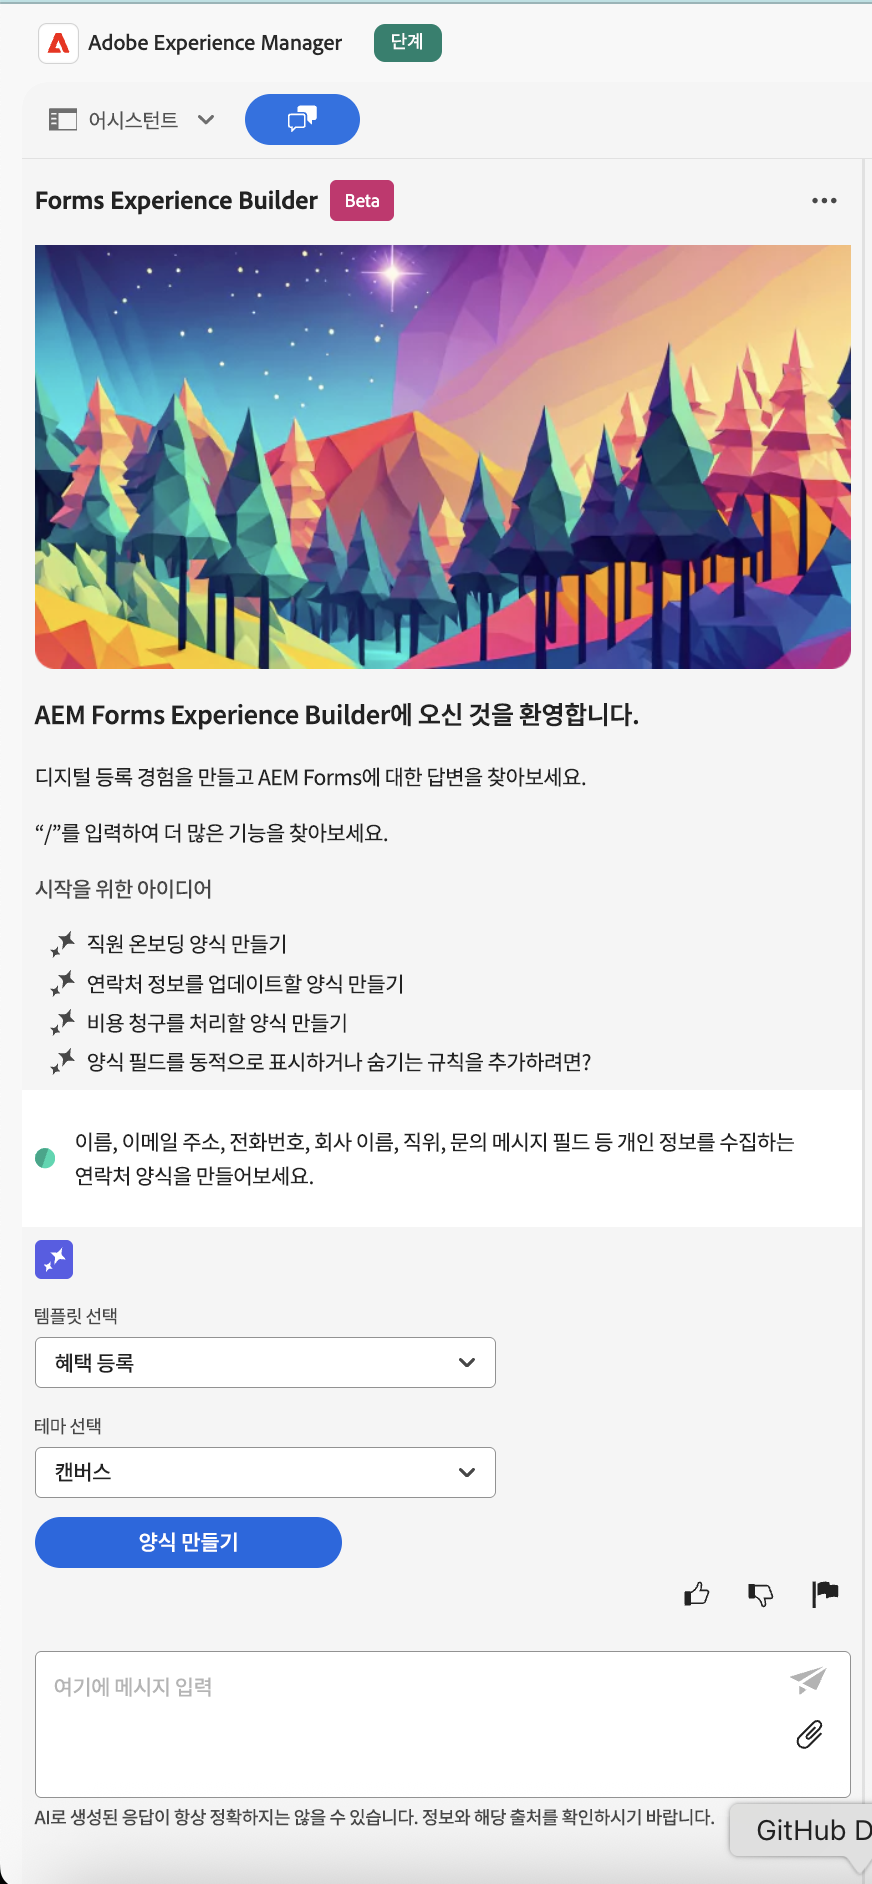 Adobe Experience Manager
단계
어시스턴트
Forms Experience Builder
Beta
AEM Forms Experience Builder에 오신 것을 환영합니다.
디지털 등록 경험을 만들고 AEM Forms에 대한 답변을 찾아보세요.
“/”를 입력하여 더 많은 기능을 찾아보세요.
시작을 위한 아이디어
직원 온보딩 양식 만들기
연락처 정보를 업데이트할 양식 만들기
비용 청구를 처리할 양식 만들기
양식 필드를 동적으로 표시하거나 숨기는 규칙을 추가하려면?
이름, 이메일 주소, 전화번호, 회사 이름, 직위, 문의 메시지 필드 등 개인 정보를 수집하는
연락처 양식을 만들어보세요.
템플릿 선택
혜택 등록
테마 선택
캔버스
양식 만들기
여기에 메시지 입력
AI로 생성된 응답이 항상 정확하지는 않을 수 있습니다. 정보와 해당 출처를 확인하시기 바랍니다.
GitHub D